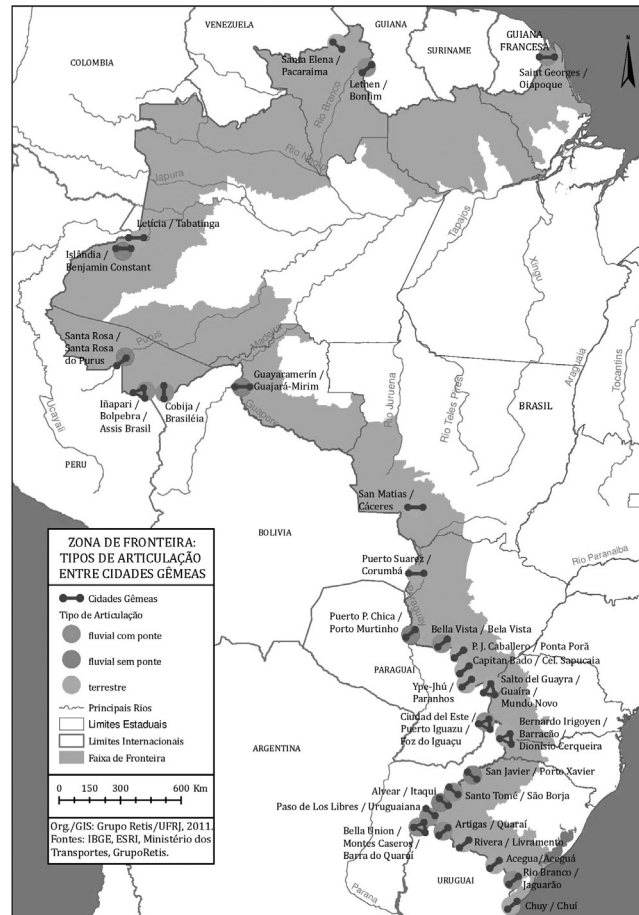 VENEZUELA
GUIANA
GUIANA
FRANCESA
SURINAME
COLOMBIA
N
Santa Elena /
Pacaraima
Lethen /
Bonfim
Saint Georges /
Oiapoque
Rio Branco
Rio Negro
Japura
Letícia / Tabatinga
Islândia /
Benjamin Constant
Tapajos
Xingu
Santa Rosa /
Santa Rosa
do Purus
Purus
Madeira
Guayaramerín /
Guajará-Mirim
Iñapari /
Bolpebra /
Assis Brasil
Cobija /
Brasiléia
Guaporé
Ucayali
Rio Juruena
Rio Teles Pires
Araguaia
Tocantins
BRASIL
PERU
San Matias /
Cáceres
BOLIVIA
Puerto Suarez /
Corumbá
Rio Paranaiba
Paraguay
Puerto P. Chica /
Porto Murtinho
Bella Vista / Bela Vista
P. J. Caballero / Ponta Porã
Capitan Bado / Cel. Sapucaia
PARAGUAI
Ype-Jhú /
Paranhos
Salto del Guayra /
Guaíra /
Mundo Novo
Ciudad del Este /
Puerto Iguazu /
Foz do Iguaçu
Bernardo Irigoyen /
Barracão /
Dionísio Cerqueira
ARGENTINA
San Javier / Porto Xavier
Alvear / Itaqui
Santo Tomé / São Borja
Paso de Los Libres / Uruguaiana
Artigas / Quaraí
Bella Union /
Montes Caseros /
Barra do Quaraí
Rivera / Livramento
Acegua/Aceguá
Rio Branco /
Jaguarão
URUGUAI
Parana
Chuy / Chuí
ZONA DE FRONTEIRA:
TIPOS DE ARTICULAÇÃO
ENTRE CIDADES GÊMEAS
Cidades Gêmeas
Tipo de Articulação
fluvial com ponte
fluvial sem ponte
terrestre
Principais Rios
Limites Estaduais
Limites Internacionais
Faixa de Fronteira
0 150 300 450 600 Km
Org./GIS: Grupo Retis/UFRJ, 2011.
Fontes: IBGE, ESRI, Ministério dos
Transportes, GrupoRetis.